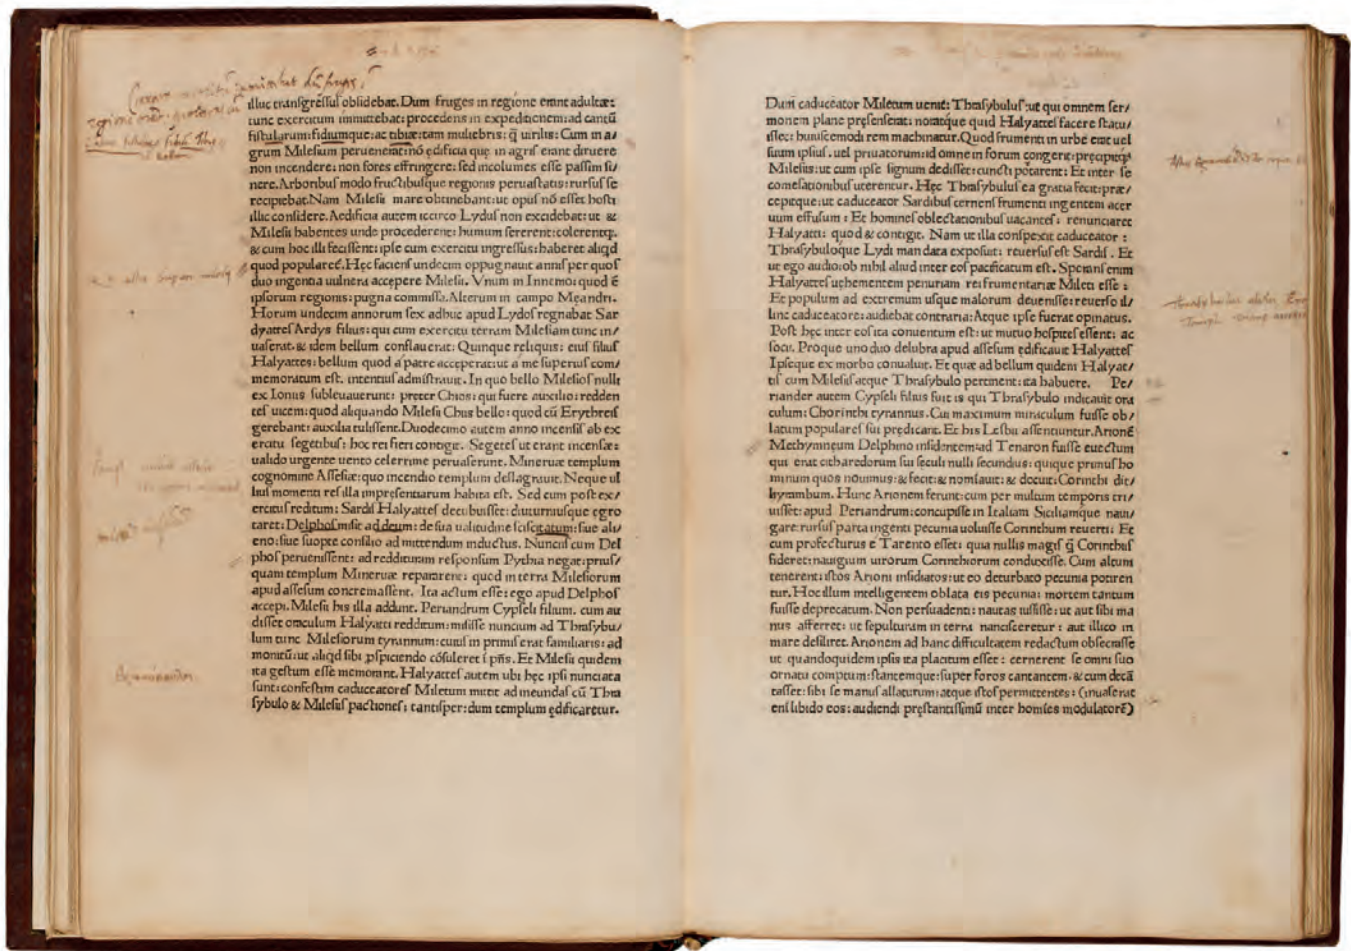 illuc transgressus obsidebat. Dum fruges in regione erant adultæ:
tunc exercitum immittebat: procedens in expeditionem: ad cantũ
fistularum: fidiumque: ac tibiæ: tam muliebris: q̃ uirilis: Cum in a/
grum Milesium peruenerat: nõ ędificia quę in agris erant diruere
non incendere: non fores effringere: sed incolumes esse passim si/
nere. Arboribus modo fructibusque regionis peruastatis: rursus se
recipiebat. Nam Milesii mare obtinebant: ut opus nõ esset hosti
illic considere. Aedificia autem iccirco Lydus non excidebat: ut &
Milesii habentes unde procederent: humum sererent: colerentq;.
& cum hoc illi fecissent: ipse cum exercitu ingressus: haberet aliqd
quod popularet̃. Hęc faciens undecim oppugnauit annis per quos
duo ingentia uulnera accepere Milesii. Vnum in Innemo: quod ẽ
ipsorum regionis: pugna commissa. Alterum in campo Męandri.
Horum undecim annorum sex adhuc apud Lydos regnabat Sar
dyattes Ardys filius: qui cum exercitu terram Milesiam tunc in/
uaserat. & idem bellum conflauerat: Quinque reliquis: eius filius
Halyattes: bellum quod a patre acceperat: ut a me superius com/
memoratum est. intentius admĩstrauit. In quo bello Milesios nulli
ex Ioniis subleuauerunt: preter Chios: qui fuere auxilio: redden
tes uicem: quod aliquando Milesii Chiis bello: quod cũ Erythreis
gerebant: auxilia tulissent. Duodecimo autem anno incensis ab ex
ercitu segetibus: hoc rei fieri contigit. Segetes ut erant incensæ:
ualido urgente uento celerrime peruaserunt. Mineruæ templum
cognomine Assesiæ: quo incendio templum deflagrauit. Neque ul
lius momenti res illa impresentiarum habita est. Sed cum post ex/
ercitus reditum: Sardis Halyattes decubuisset: diuturniusque egro
taret: Delphos misit ad deum: de sua ualitudine sciscitatum: siue ali/
eno: siue suopte consilio ad mittendum inductus. Nunciis cum Del
phos peruenissent: ad redditurum responsum Pythia negat: prius/
quam templum Mineruæ repararent: quod in terra Milesiorum
apud assesum concremassent. Ita actum esse: ego apud Delphos
accepi. Milesii his illa addunt. Periandrum Cypseli filium. cum au
disset oraculum Halyatti redditum: misisse nuncium ad Thrasybu/
lum tunc Milesiorum tyrannum: cuius in primis erat familiaris: ad
monitũ: ut aliqd sibi ꝓspiciendo cõsuleret ĩ pñs. Et Milesii quidem
ita gestum esse memorant. Halyattes autem ubi hęc ipsi nunciata
sunt: confestim caduceatores Miletum mittit ad ineundas cũ Thra
sybulo & Milesiis pactiones: tantisper: dum templum ędificaretur.
Dum caduceator Miletum uenit: Thrasybulus: ut qui omnem ser/
monem plane pręsenserat: nosatque quid Halyattes facere statu/
isset: huiuscemodi rem machinatur. Quod frumenti in urbe erat uel
suum ipsius. uel priuatorum: id omne in forum congerit: pręcipitq;
Milesiis: ut cum ipse signum dedisset: cuncti potarent: Et inter se
comesationibus uterentur. Hęc Thrasybulus ea gratia fecit: præ/
cepitque: ut caduceator Sardibus cernens frumenti ingentem acer
uum effusum: Et homines oblectationibus uacantes: renunciaret
Halyatti: quod & contigit. Nam ut illa conspexit caduceator:
Thrasybuloque Lydi mandata exposuit: reuersus est Sardis. Et
ut ego audio: ob nihil aliud inter eos pacificatum est. Sperans enim
Halyattes uehementem penuriam rei frumentariæ Mileti esse:
Et populum ad extremum usque malorum deuenisse: reuerso il/
linc caduceatore: audiebat contraria: Atque ipse fuerat opinatus.
Post hęc inter eos ita conuentum est: ut mutuo hospites essent: ac
socii. Proque uno duo delubra apud assesum ędificauit Halyattes
Ipseque ex morbo conualuit. Et quæ ad bellum quidem Halyat/
tis cum Milesiis atque Thrasybulo pertinent: ita habuere. Pe/
riander autem Cypseli filius fuit is qui Thrasybulo indicauit ora
culum: Chorinthi tyrannus. Cui maximum miraculum fuisse ob/
latum populares sui prędicant. Et his Lesbii assentiuntur. Arionẽ
Methymneum Delphino insidentem: ad Tenaron fuisse euectum
qui erat citharedorum sui seculi nulli secundus: quique primus ho
minum quos nouimus: & fecit: & nomĩauit: & docuit: Corinthi dit/
hyrambum. Hunc Arionem ferunt: cum per multum temporis tri/
uisset: apud Periandrum: concupisse in Italiam Siciliamque naui/
gare: rursus parta ingenti pecunia uoluisse Corinthum reuerti: Et
cum profecturus e Tarento esset: quia nullis magis q̃ Corinthiis
fideret: nauigium uirorum Corinthiorum conduxisse. Cum altum
tenerent: istos Arioni insidiatos: ut eo deturbato pecunia potiren
tur. Hoc illum intelligentem oblata eis pecunia: mortem tantum
fuisse deprecatum. Non persuadenti: nautas iussisse: ut aut sibi ma
nus afferret: ut sepulturam in terra nancisceretur: aut illico in
mare desiliret. Arionem ad hanc difficultatem redactum obsecrasse
ut quandoquidem ipsis ita placitum esset: cernerent se omni suo
ornatu comptum: stantemque: super foros cantantem. & cum decã
tasset: sibi se manus allaturum: atque istos permittentes: (inuaserat
enĩ libido eos: audiendi pręstantissimũ inter homĩes modulatorẽ)